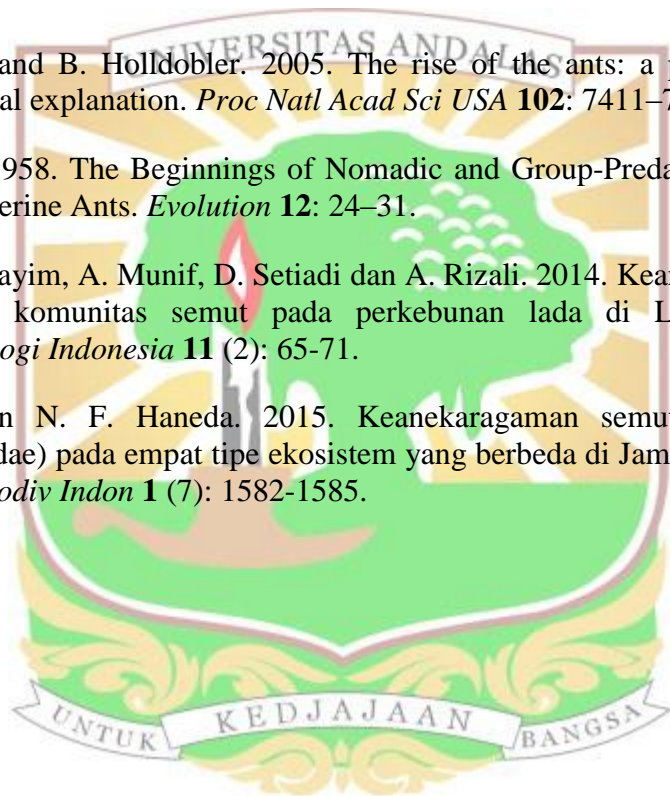 UNIVERSITAS ANDALAS
and B. Holldobler. 2005. The rise of the ants: a
al explanation. Proc Natl Acad Sci USA 102: 7411–7
958. The Beginnings of Nomadic and Group-Preda
erine Ants. Evolution 12: 24–31.
ayim, A. Munif, D. Setiadi dan A. Rizali. 2014. Kea
komunitas semut pada perkebunan lada di L
ogi Indonesia 11 (2): 65-71.
n N. F. Haneda. 2015. Keanekaragaman semut
dae) pada empat tipe ekosistem yang berbeda di Jam
odiv Indon 1 (7): 1582-1585.
UNTUK KEDJAJAAN BANGSA